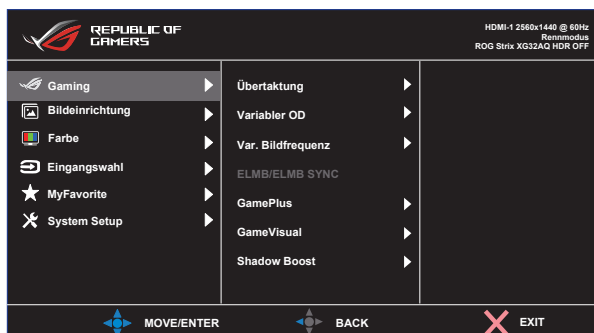 REPUBLIC OF
GAMERS
HDMI-1 2560x1440 @ 60Hz
Rennmodus
ROG Strix XG32AQ HDR OFF
Gaming
Bildeinrichtung
Farbe
Eingangswahl
MyFavorite
System Setup
Übertaktung
Variabler OD
Var. Bildfrequenz
ELMB/ELMB SYNC
GamePlus
GameVisual
Shadow Boost
MOVE/ENTER
BACK
EXIT